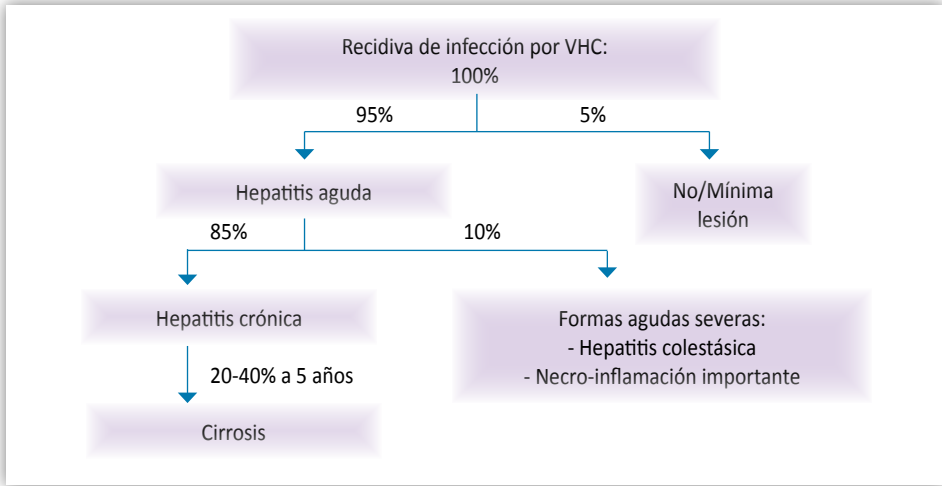 Recidiva de infección por VHC:
100%
95%
5%
Hepatitis aguda
No/Mínima
lesión
85%
10%
Hepatitis crónica
Formas agudas severas:
- Hepatitis colestásica
- Necro-inflamación importante
20-40% a 5 años
Cirrosis